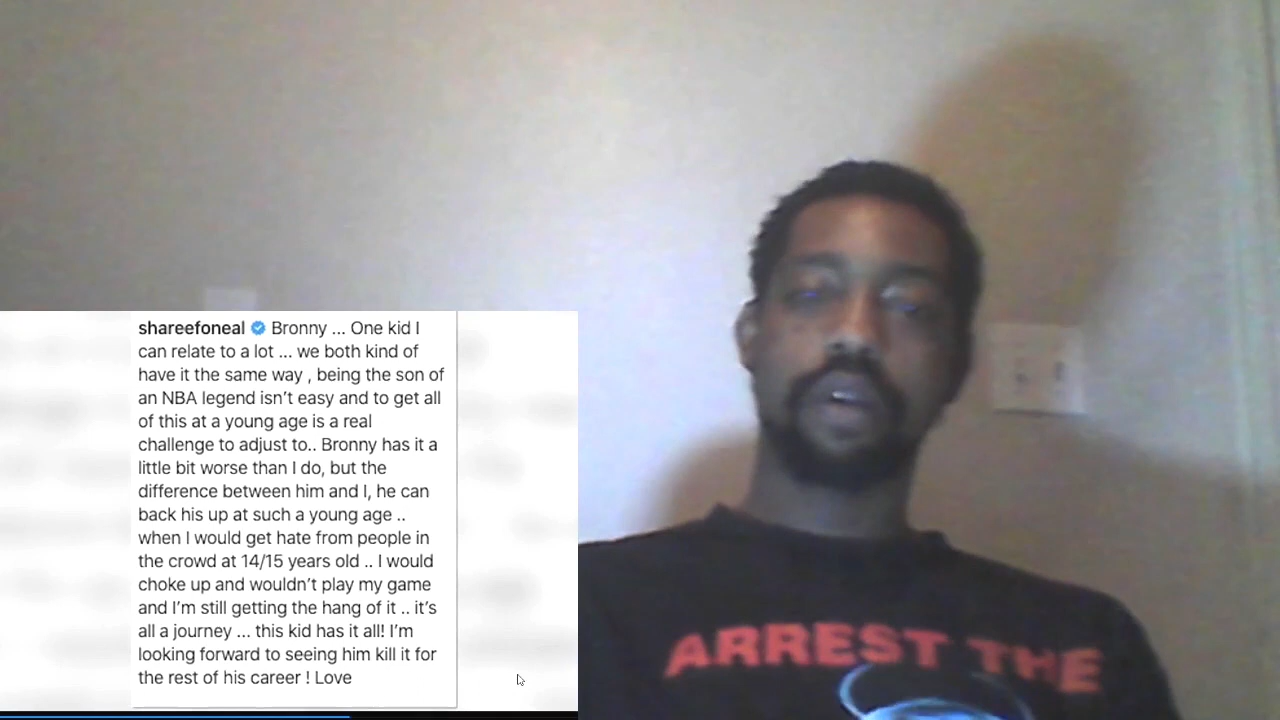 shareefoneal Bronny ... One kid I
can relate to a lot ... we both kind of
have it the same way , being the son of
an NBA legend isn't easy and to get all
of this at a young age is a real
challenge to adjust to.. Bronny has it a
little bit worse than I do, but the
difference between him and I, he can
back his up at such a young age ..
when I would get hate from people in
the crowd at 14/15 years old .. I would
choke up and wouldn't play my game
and I'm still getting the hang of it .. it's
all a journey ... this kid has it all! I'm
looking forward to seeing him kill it for
the rest of his career ! Love
ARREST THE